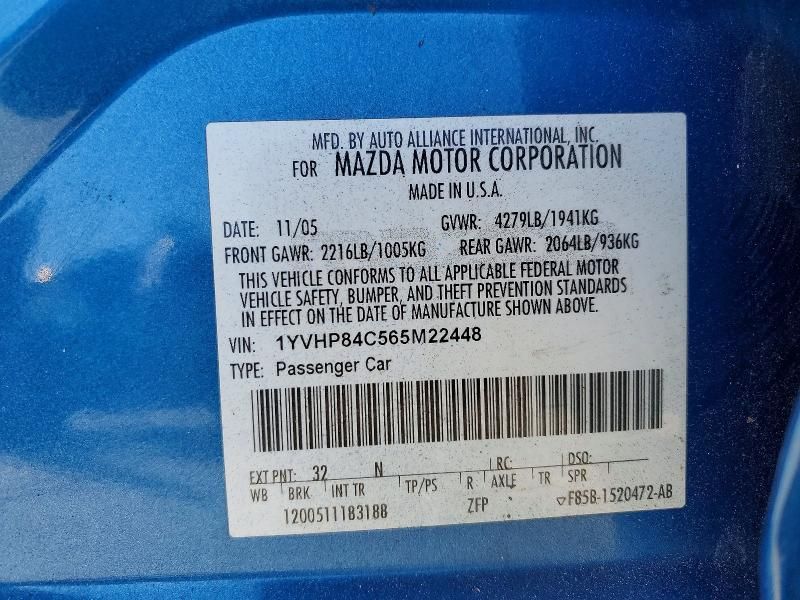 MFD. BY AUTO ALLIANCE INTERNATIONAL, INC.
FOR MAZDA MOTOR CORPORATION
MADE IN U.S.A.
DATE: 11/05 GVWR: 4279LB/1941KG
FRONT GAWR: 2216LB/1005KG REAR GAWR: 2064LB/936KG
THIS VEHICLE CONFORMS TO ALL APPLICABLE FEDERAL MOTOR
VEHICLE SAFETY, BUMPER, AND THEFT PREVENTION STANDARDS
IN EFFECT ON THE DATE OF MANUFACTURE SHOWN ABOVE.
VIN: 1YVHP84C565M22448
TYPE: Passenger Car
EXT PNT: 32 N RC: DSO:
WB BRK INT TR TP/PS R AXLE TR SPR
1200511183188 ZFP ▽F85B-1520472-AB